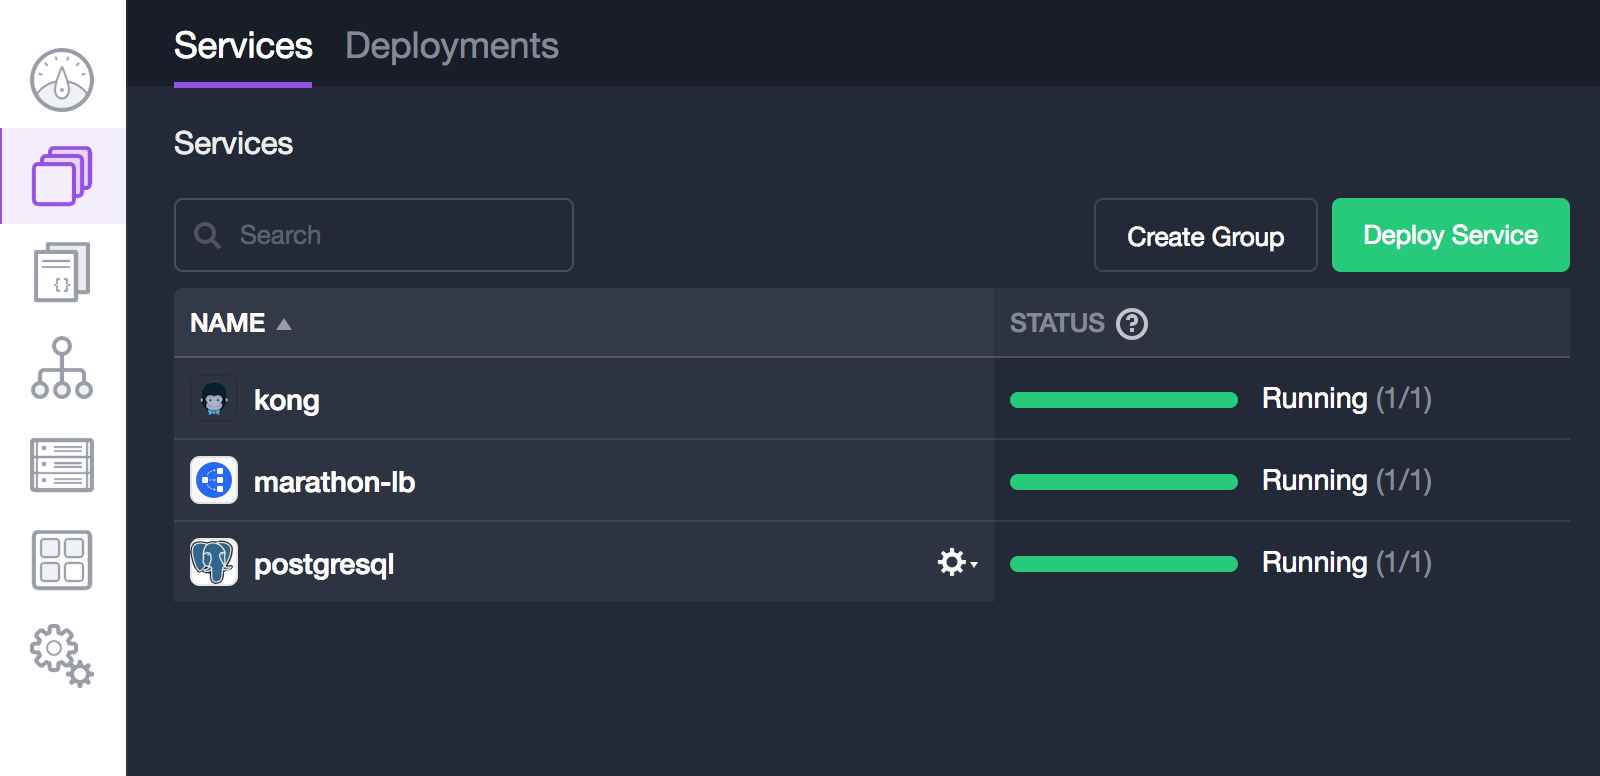 Services Deployments
Services
Search
Create Group
Deploy Service
NAME
STATUS ?
kong
Running (1/1)
marathon-lb
Running (1/1)
postgresql
Running (1/1)
{}